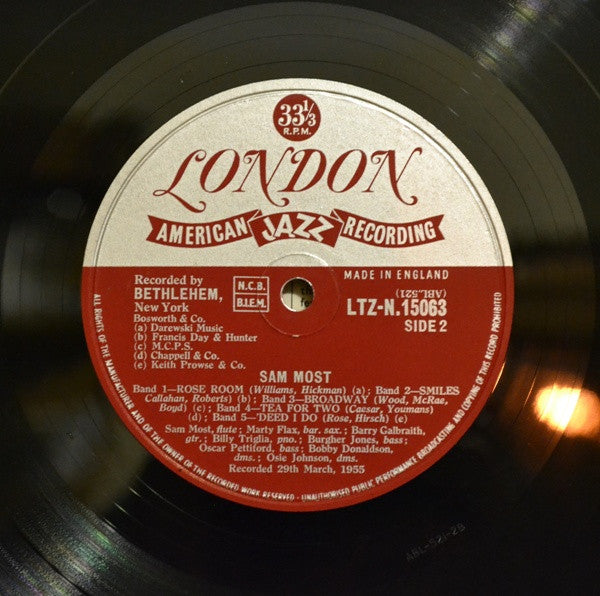 33 1/3
R.P.M.
LONDON
AMERICAN JAZZ RECORDING
MADE IN ENGLAND
Recorded by
BETHLEHEM,
New York
N.C.B.
B.I.E.M.
(ABL.521)
LTZ-N.15063
SIDE 2
Bosworth & Co.
(a) Darewski Music
(b) Francis Day & Hunter
(c) M.C.P.S.
(d) Chappell & Co.
(e) Keith Prowse & Co.
SAM MOST
Band 1—ROSE ROOM (Williams, Hickman) (a); Band 2—SMILES
Callahan, Roberts) (b); Band 3—BROADWAY (Wood, McRae,
Boyd) (c); Band 4—TEA FOR TWO (Caesar, Youmans)
(d); Band 5—DEED I DO (Rose, Hirsch) (e)
Sam Most, flute; Marty Flax, bar. sax.; Barry Galbraith,
gtr.; Billy Triglia, pno.; Burgher Jones, bass;
Oscar Pettiford, bass; Bobby Donaldson,
dms.; Osie Johnson, dms.
Recorded 29th March, 1955
ALL RIGHTS OF THE MANUFACTURER AND OF THE OWNER OF THE RECORDED WORK RESERVED · UNAUTHORISED PUBLIC PERFORMANCE BROADCASTING AND COPYING OF THIS RECORD PROHIBITED
ABL-521-2B